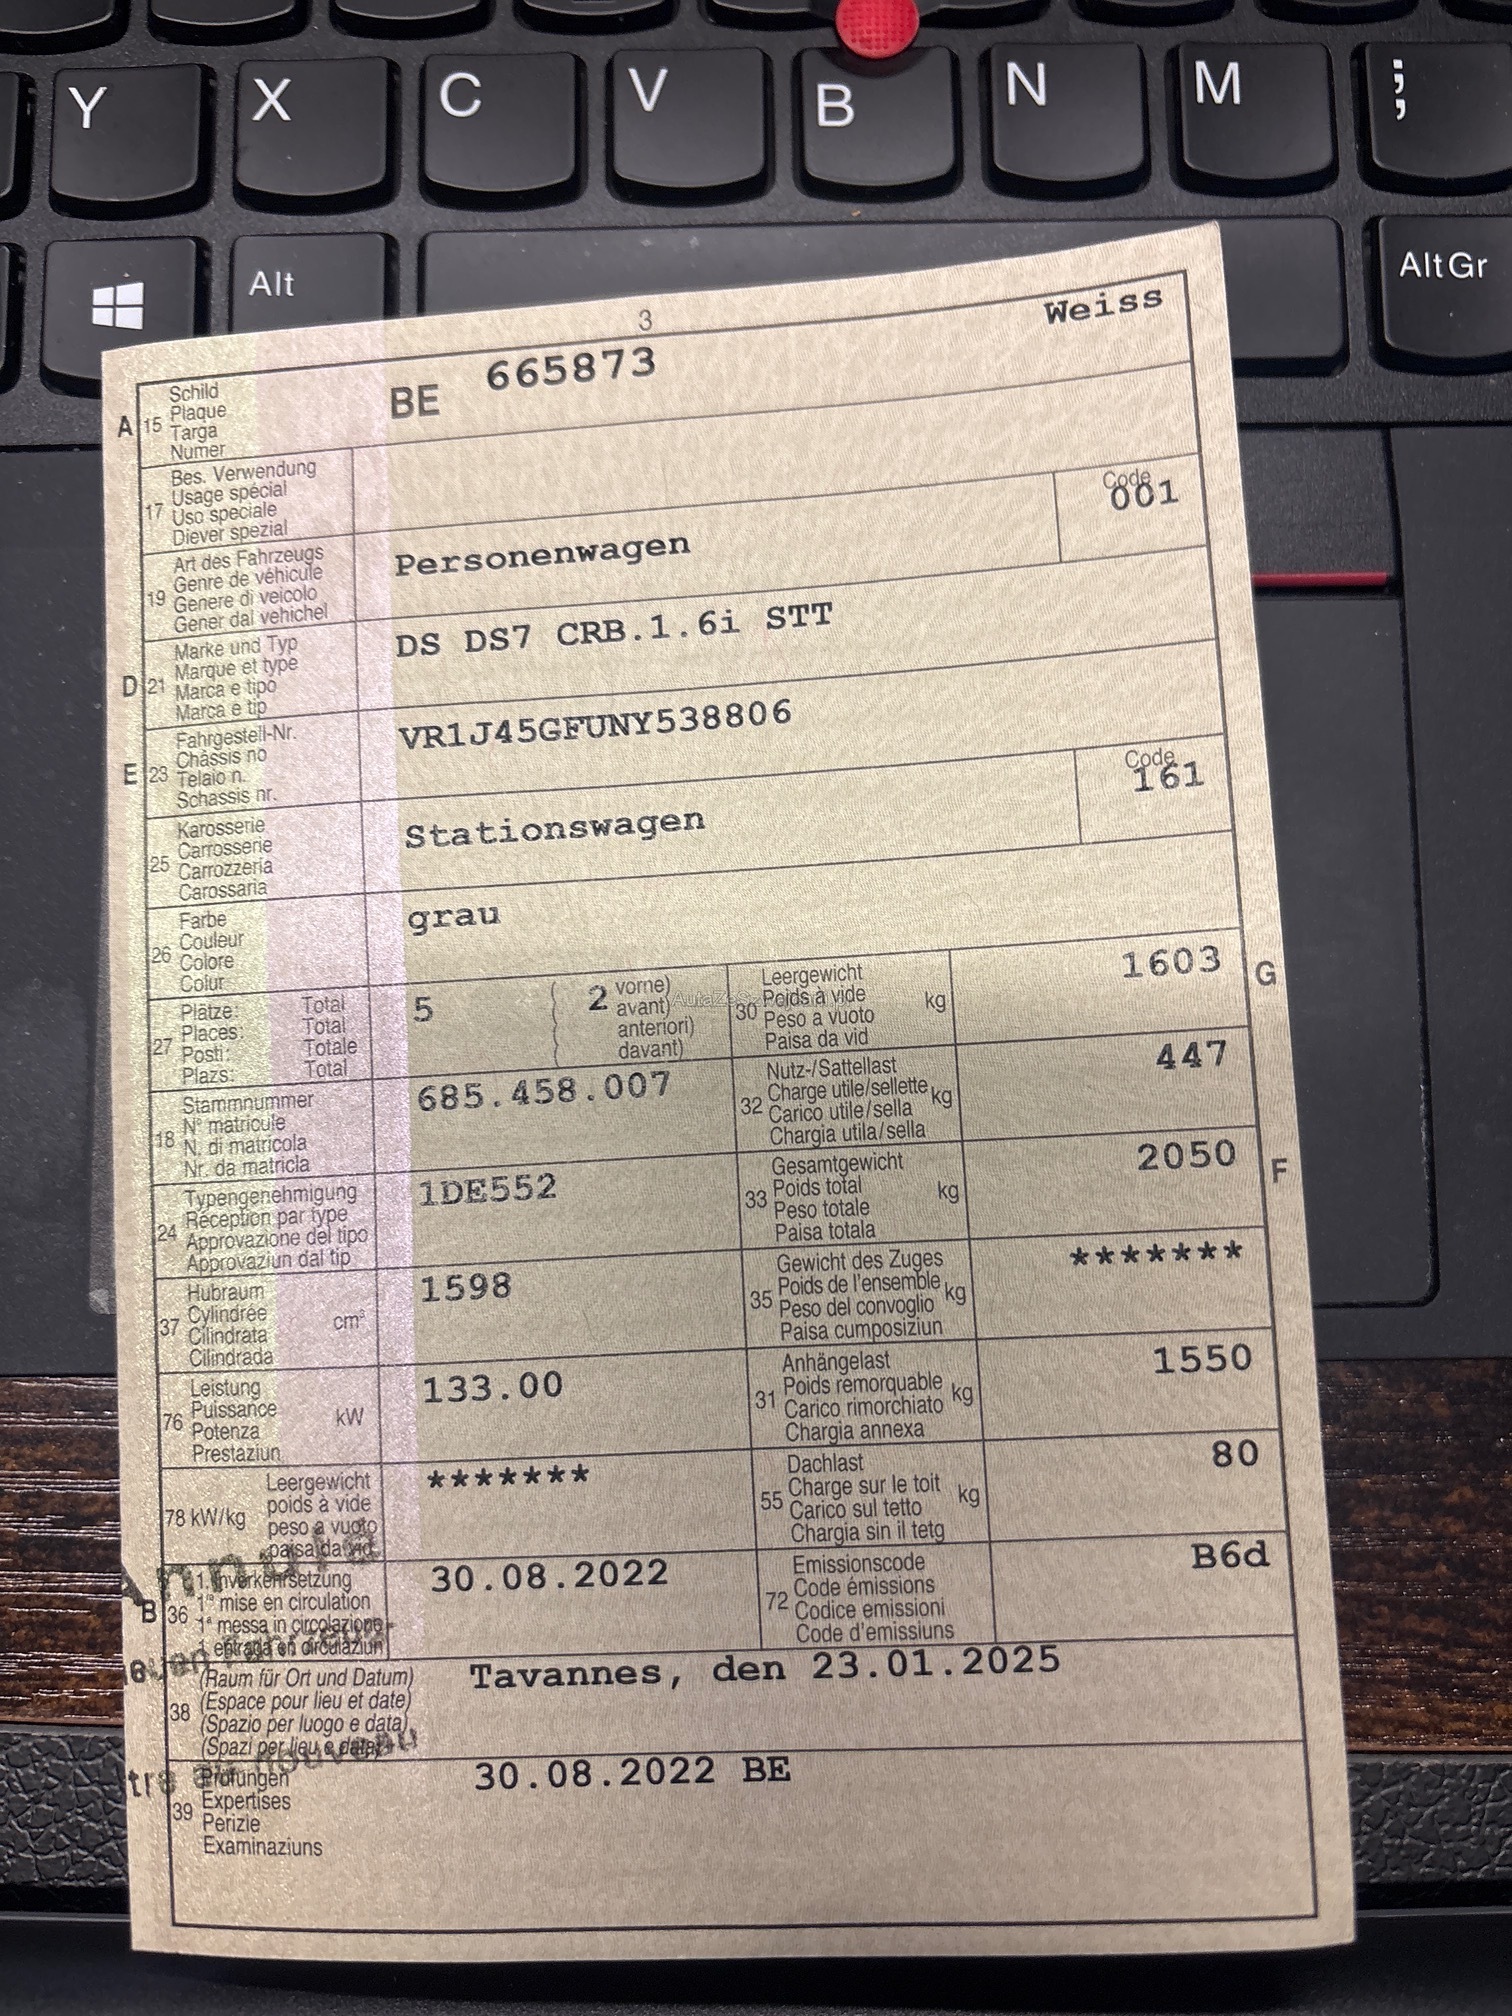 Y X C V B N M ; ,
Alt
AltGr
3
Weiss
A 15 Schild
Plaque
Targa
Numer
BE 665873
17 Bes. Verwendung
Usage spécial
Uso speciale
Diever spezial
19 Art des Fahrzeugs
Genre de véhicule
Genere di veicolo
Gener dal vehichel
Personenwagen
Code
001
D 21 Marke und Typ
Marque et type
Marca e tipo
Marca e tip
DS DS7 CRB.1.6i STT
E 23 Fahrgestell-Nr.
Châssis no
Telaio n.
Schassis nr.
VR1J45GFUNY538806
25 Karosserie
Carrosserie
Carrozzeria
Carossaria
Stationswagen
Code
161
26 Farbe
Couleur
Colore
Colur
grau
27 Plätze: Total
Places: Total
Posti: Totale
Plazs: Total
5
2 vorne)
avant)
anteriori)
davant)
30 Leergewicht
Poids à vide
Peso a vuoto
Paisa da vid
kg
1603
G
18 Stammnummer
N° matricule
N. di matricola
Nr. da matricla
685.458.007
32 Nutz-/Sattellast
Charge utile/sellette
Carico utile/sella
Chargia utila/sella
kg
447
24 Typengenehmigung
Réception par type
Approvazione del tipo
Approvaziun dal tip
1DE552
33 Gesamtgewicht
Poids total
Peso totale
Paisa totala
kg
2050
F
37 Hubraum
Cylindrée
Cilindrata
Cilindrada
cm³
1598
35 Gewicht des Zuges
Poids de l'ensemble
Peso del convoglio
Paisa cumposiziun
kg
*******
76 Leistung
Puissance
Potenza
Prestaziun
kW
133.00
31 Anhängelast
Poids remorquable
Carico rimorchiato
Chargia annexa
kg
1550
78 kW/kg Leergewicht
poids à vide
peso a vuoto
paisa da vid
*******
55 Dachlast
Charge sur le toit
Carico sul tetto
Chargia sin il tetg
kg
80
B 36 1. Inverkehrsetzung
1re mise en circulation
1a messa in circolazione
1. entrada en circulaziun
30.08.2022
72 Emissionscode
Code émissions
Codice emissioni
Code d'emissiuns
B6d
38 (Raum für Ort und Datum)
(Espace pour lieu et date)
(Spazio per luogo e data)
(Spazi per lieu e data)
Tavannes, den 23.01.2025
39 Prüfungen
Expertises
Perizie
Examinaziuns
30.08.2022 BE
nouveau